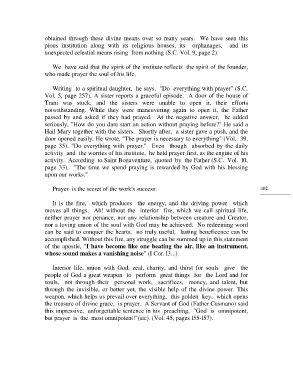 obtained through these divine means over so many years. We have seen this
pious institution along with its religious houses, its orphanages, and its
unexpected celestial means rising from nothing (S.C. Vol. 9, page 2).
We have said that the spirit of the institute reflects the spirit of the founder,
who made prayer the soul of his life.
Writing to a spiritual daughter, he says, "Do everything with prayer" (S.C.
Vol. 5, page 257). A sister reports a graceful episode. A door of the house of
Trani was stuck, and the sisters were unable to open it, their efforts
notwithstanding. While they were maneuvering again to open it, the Father
passed by and asked if they had prayed. At the negative answer, he added
seriously, "How do you dare start an action without praying before?" He said a
Hail Mary together with the sisters. Shortly after, a sister gave a push, and the
door opened easily. He wrote, "The prayer is necessary to everything" (Vol. 39,
page 35). "Do everything with prayer." Even though absorbed by the daily
activity and the worries of his institute, he held prayer first, as the engine of his
activity. According to Saint Bonaventure, quoted by the Father (S.C. Vol. 10,
page 33), "The time we spend praying is rewarded by God with his blessing
upon our works."
Prayer is the secret of the work's success:
It is the fire, which produces the energy, and the driving power which
moves all things. Ah! without the interior fire, which we call spiritual life,
neither prayer nor penance, nor any relationship between creature and Creator,
nor a loving union of the soul with God may be achieved. No redeeming word
can be said to conquer the hearts, no truly useful, lasting beneficence can be
accomplished. Without this fire, any struggle can be summed up in this statement
of the apostle, "I have become like one beating the air, like an instrument,
whose sound makes a vanishing noise" (I Cor. 13...)
Interior life, union with God, zeal, charity, and thirst for souls give the
people of God a great weapon to perform great things for the Lord and for
souls, not through their personal work, sacrifices, money, and talent, but
through the invisible, or better yet, the visible help of the divine power. This
weapon, which helps us prevail over everything, this golden key, which opens
the treasure of divine grace, is prayer. A Servant of God (Father Cusmano) said
this impressive, unforgettable sentence in his preaching, "God is omnipotent,
but prayer is the most omnipotent!"(sic). (Vol. 45, pages 155-157).